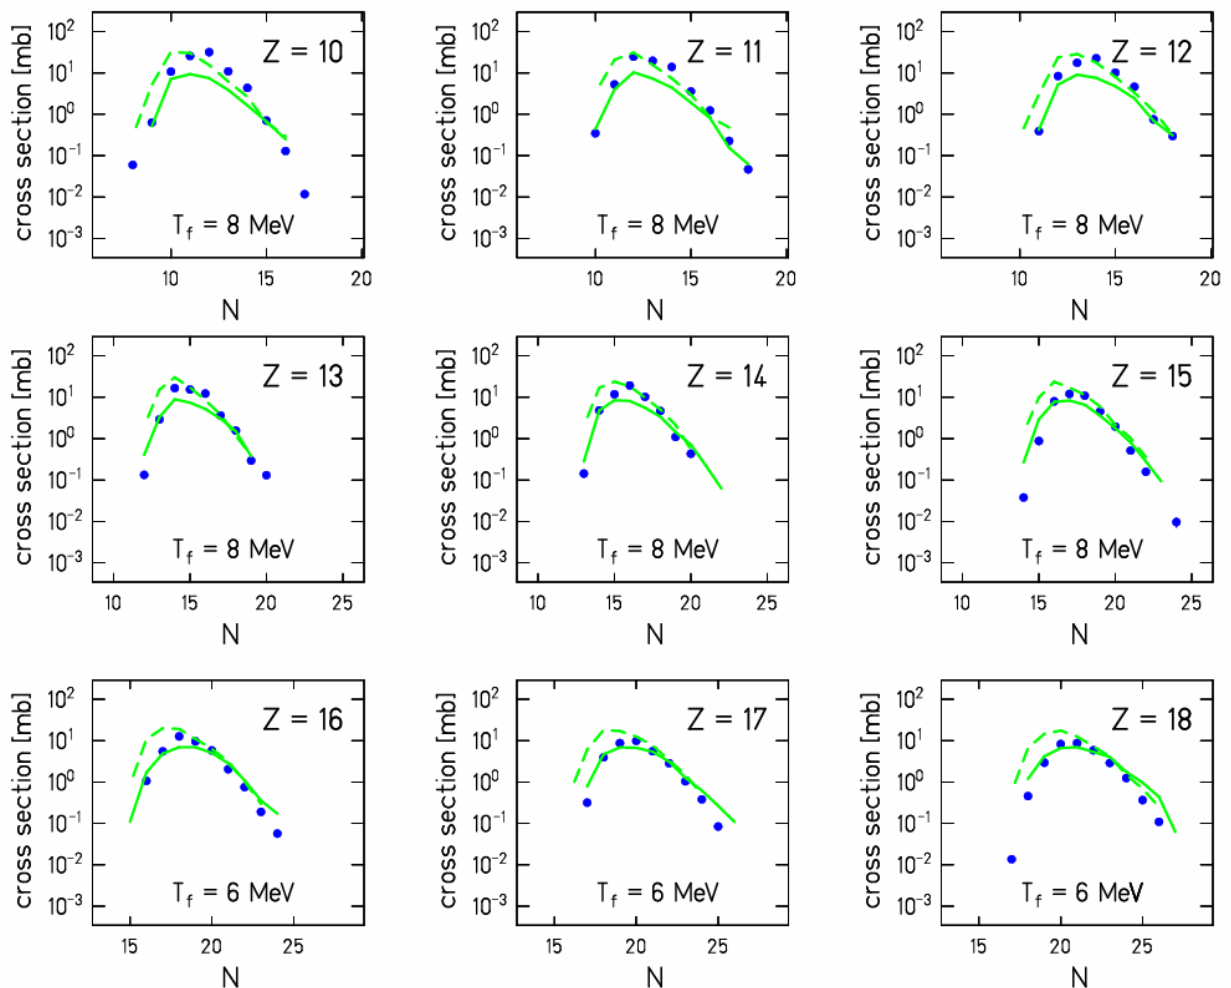 cross section [mb]
10² 10¹ 10⁰ 10⁻¹ 10⁻² 10⁻³
Z = 10
T_f = 8 MeV
10 15 20
N
cross section [mb]
10² 10¹ 10⁰ 10⁻¹ 10⁻² 10⁻³
Z = 11
T_f = 8 MeV
10 15 20
N
cross section [mb]
10² 10¹ 10⁰ 10⁻¹ 10⁻² 10⁻³
Z = 12
T_f = 8 MeV
10 15 20
N
cross section [mb]
10² 10¹ 10⁰ 10⁻¹ 10⁻² 10⁻³
Z = 13
T_f = 8 MeV
10 15 20 25
N
cross section [mb]
10² 10¹ 10⁰ 10⁻¹ 10⁻² 10⁻³
Z = 14
T_f = 8 MeV
10 15 20 25
N
cross section [mb]
10² 10¹ 10⁰ 10⁻¹ 10⁻² 10⁻³
Z = 15
T_f = 8 MeV
10 15 20 25
N
cross section [mb]
10² 10¹ 10⁰ 10⁻¹ 10⁻² 10⁻³
Z = 16
T_f = 6 MeV
15 20 25
N
cross section [mb]
10² 10¹ 10⁰ 10⁻¹ 10⁻² 10⁻³
Z = 17
T_f = 6 MeV
15 20 25
N
cross section [mb]
10² 10¹ 10⁰ 10⁻¹ 10⁻² 10⁻³
Z = 18
T_f = 6 MeV
15 20 25
N